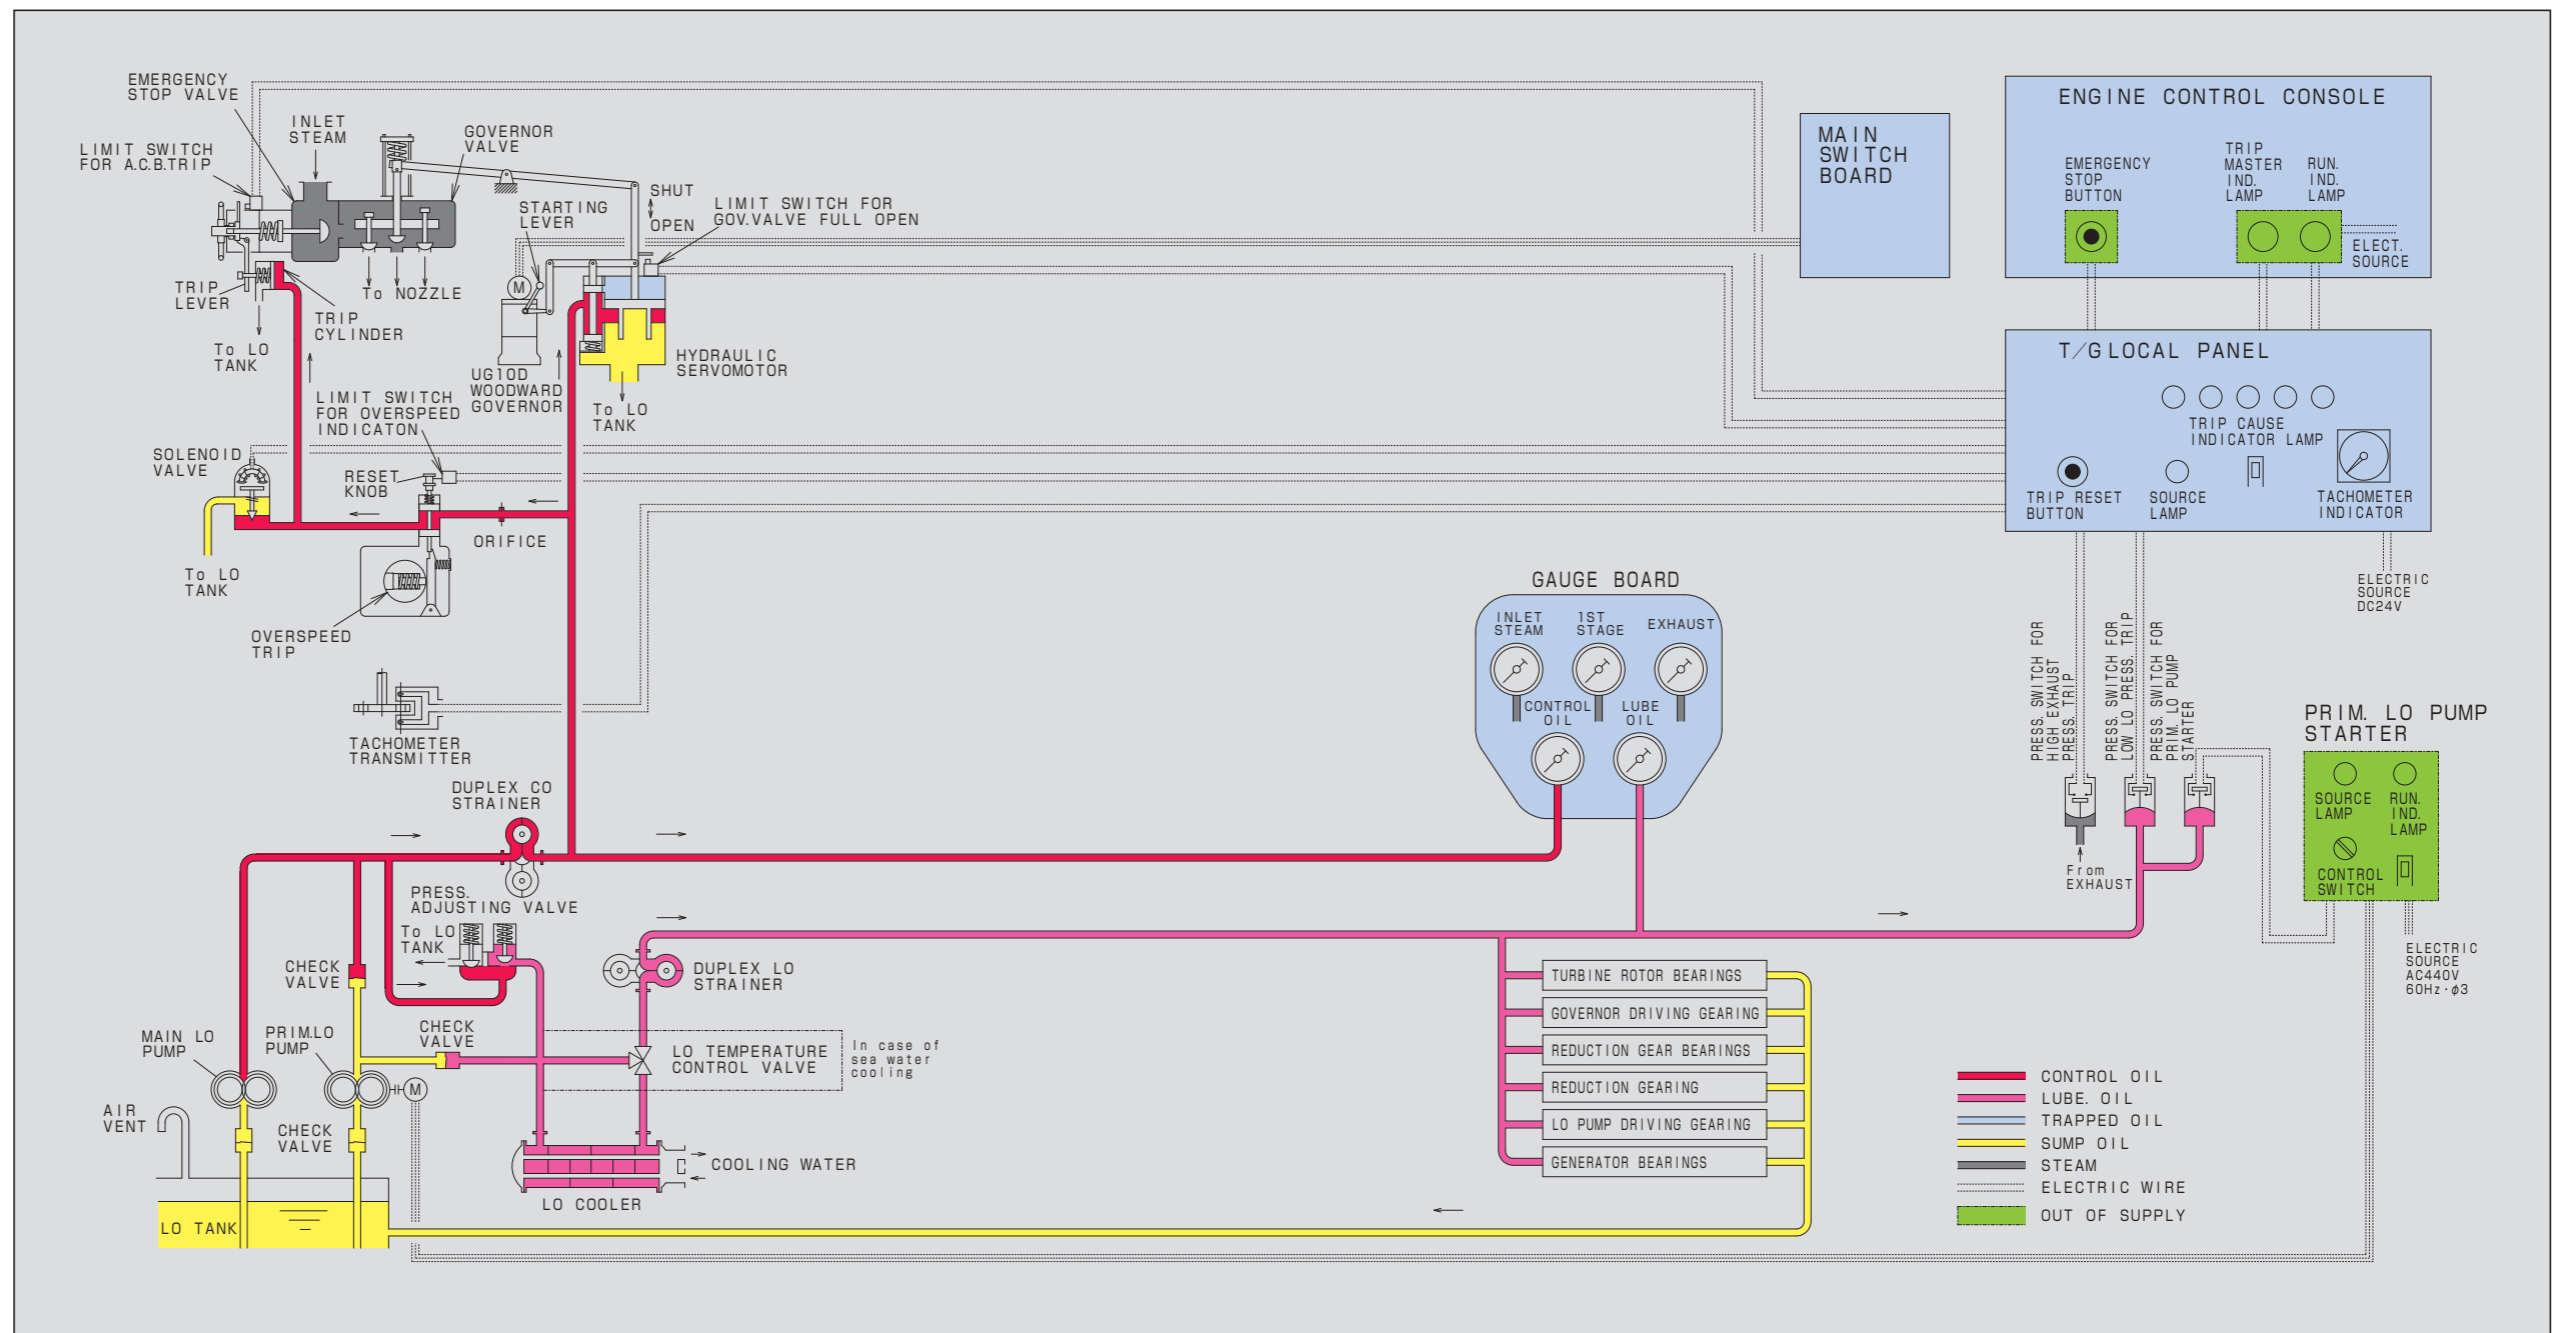 EMERGENCY
STOP VALVE
INLET
STEAM
GOVERNOR
VALVE
LIMIT SWITCH
FOR A.C.B.TRIP
STARTING
LEVER
SHUT
OPEN
LIMIT SWITCH FOR
GOV.VALVE FULL OPEN
TRIP
LEVER
To NOZZLE
M
TRIP
CYLINDER
To LO
TANK
HYDRAULIC
SERVOMOTOR
UG10D
WOODWARD
GOVERNOR
To LO
TANK
LIMIT SWITCH
FOR OVERSPEED
INDICATON
SOLENOID
VALVE
RESET
KNOB
ORIFICE
To LO
TANK
OVERSPEED
TRIP
TACHOMETER
TRANSMITTER
MAIN
SWITCH
BOARD
ENGINE CONTROL CONSOLE
EMERGENCY
STOP
BUTTON
TRIP
MASTER
IND.
LAMP
RUN.
IND.
LAMP
ELECT.
SOURCE
T/G LOCAL PANEL
TRIP CAUSE
INDICATOR LAMP
TRIP RESET
BUTTON
SOURCE
LAMP
TACHOMETER
INDICATOR
ELECTRIC
SOURCE
DC24V
GAUGE BOARD
INLET
STEAM
1ST
STAGE
EXHAUST
CONTROL
OIL
LUBE
OIL
PRESS. SWITCH FOR
HIGH EXHAUST
PRESS. TRIP
PRESS. SWITCH FOR
LOW LO PRESS. TRIP
PRESS. SWITCH FOR
PRIM. LO PUMP
STARTER
From
EXHAUST
PRIM. LO PUMP
STARTER
SOURCE
LAMP
RUN.
IND.
LAMP
CONTROL
SWITCH
ELECTRIC
SOURCE
AC440V
60Hz・φ3
DUPLEX CO
STRAINER
PRESS.
ADJUSTING VALVE
To LO
TANK
CHECK
VALVE
DUPLEX LO
STRAINER
MAIN LO
PUMP
PRIM.LO
PUMP
CHECK
VALVE
LO TEMPERATURE
CONTROL VALVE
In case of
sea water
cooling
M
AIR
VENT
CHECK
VALVE
COOLING WATER
LO COOLER
LO TANK
TURBINE ROTOR BEARINGS
GOVERNOR DRIVING GEARING
REDUCTION GEAR BEARINGS
REDUCTION GEARING
LO PUMP DRIVING GEARING
GENERATOR BEARINGS
CONTROL OIL
LUBE. OIL
TRAPPED OIL
SUMP OIL
STEAM
ELECTRIC WIRE
OUT OF SUPPLY